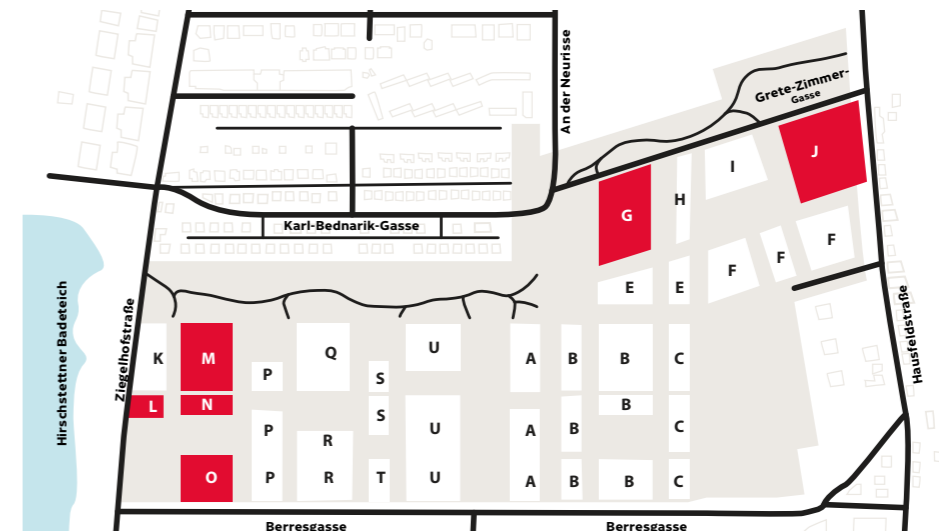 An der Neurisse
Grete-Zimmer-
Gasse
J
I
H
G
Karl-Bednarik-Gasse
F
F
F
E
E
Hirschstettner Badeteich
Ziegelhofstraße
Hausfeldstraße
K
M
P
Q
S
U
A
B
B
C
L
N
S
B
P
R
U
A
B
C
O
P
R
T
U
A
B
B
C
Berresgasse
Berresgasse